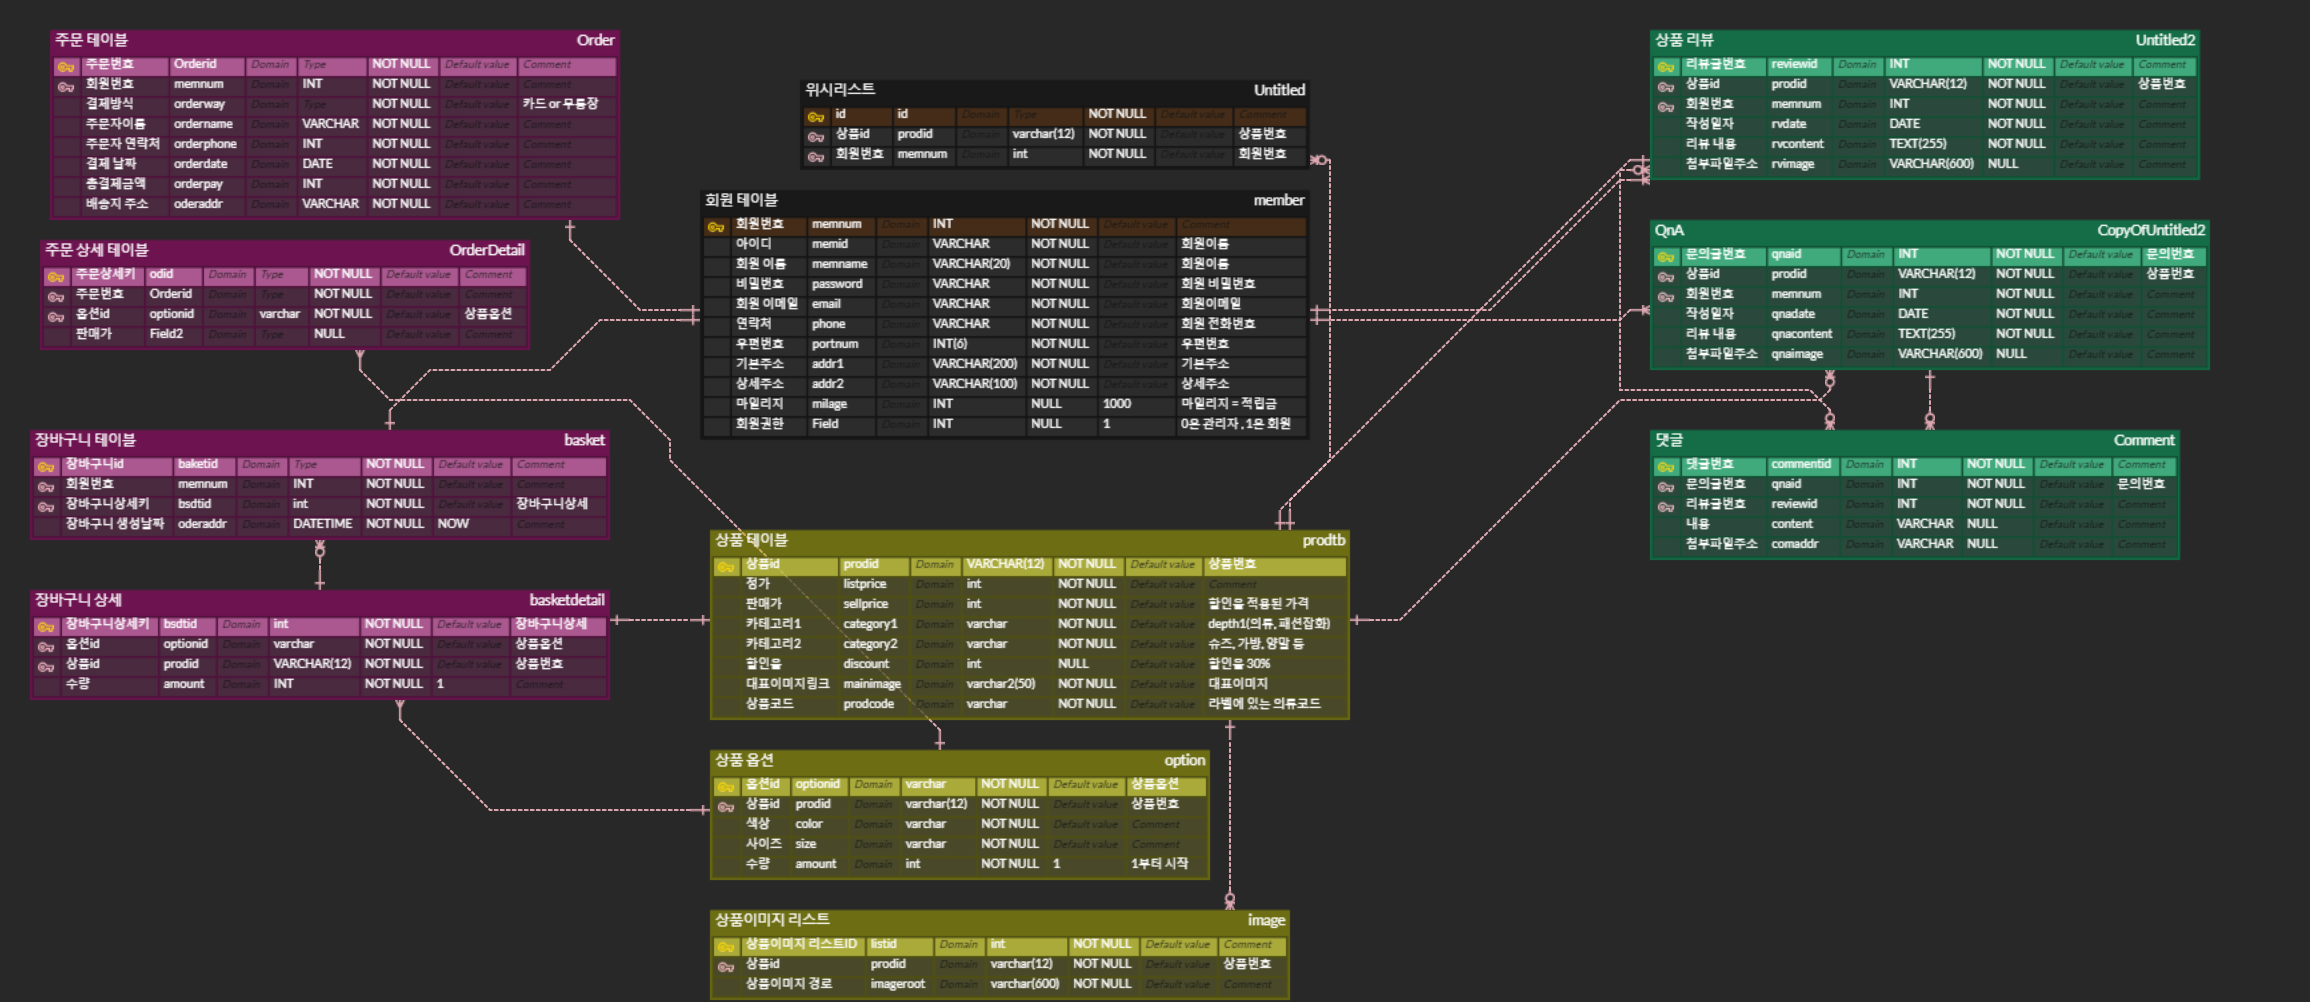 주문 테이블 Order
주문번호 Orderid Domain Type NOT NULL Default value Comment
회원번호 memnum Domain INT NOT NULL Default value Comment
결제방식 orderway Domain Type NOT NULL Default value 카드 or 무통장
주문자이름 ordername Domain VARCHAR NOT NULL Default value Comment
주문자 연락처 orderphone Domain INT NOT NULL Default value Comment
결제 날짜 orderdate Domain DATE NOT NULL Default value Comment
총결제금액 orderpay Domain INT NOT NULL Default value Comment
배송지 주소 oderaddr Domain VARCHAR NOT NULL Default value Comment
주문 상세 테이블 OrderDetail
주문상세키 odid Domain Type NOT NULL Default value Comment
주문번호 Orderid Domain Type NOT NULL Default value Comment
옵션id optionid Domain varchar NOT NULL Default value 상품옵션
판매가 Field2 Domain Type NULL Default value Comment
장바구니 테이블 basket
장바구니id baketid Domain Type NOT NULL Default value Comment
회원번호 memnum Domain INT NOT NULL Default value Comment
장바구니상세키 bsdtid Domain int NOT NULL Default value 장바구니상세
장바구니 생성날짜 oderaddr Domain DATETIME NOT NULL NOW Comment
장바구니 상세 basketdetail
장바구니상세키 bsdtid Domain int NOT NULL Default value 장바구니상세
옵션id optionid Domain varchar NOT NULL Default value 상품옵션
상품id prodid Domain VARCHAR(12) NOT NULL Default value 상품번호
수량 amount Domain INT NOT NULL 1 Comment
위시리스트 Untitled
id id Domain Type NOT NULL Default value Comment
상품id prodid Domain varchar(12) NOT NULL Default value 상품번호
회원번호 memnum Domain int NOT NULL Default value 회원번호
회원 테이블 member
회원번호 memnum Domain INT NOT NULL Default value Comment
아이디 memid Domain VARCHAR NOT NULL Default value 회원이름
회원 이름 memname Domain VARCHAR(20) NOT NULL Default value 회원이름
비밀번호 password Domain VARCHAR NOT NULL Default value 회원 비밀번호
회원 이메일 email Domain VARCHAR NOT NULL Default value 회원이메일
연락처 phone Domain VARCHAR NOT NULL Default value 회원 전화번호
우편번호 portnum Domain INT(6) NOT NULL Default value 우편번호
기본주소 addr1 Domain VARCHAR(200) NOT NULL Default value 기본주소
상세주소 addr2 Domain VARCHAR(100) NOT NULL Default value 상세주소
마일리지 milage Domain INT NULL 1000 마일리지 = 적립금
회원권한 Field Domain INT NULL 1 0은 관리자 , 1은 회원
상품 테이블 prodtb
상품id prodid Domain VARCHAR(12) NOT NULL Default value 상품번호
정가 listprice Domain int NOT NULL Default value Comment
판매가 sellprice Domain int NOT NULL Default value 할인율 적용된 가격
카테고리1 category1 Domain varchar NOT NULL Default value depth1(의류, 패션잡화)
카테고리2 category2 Domain varchar NOT NULL Default value 슈즈, 가방, 양말 등
할인율 discount Domain int NULL Default value 할인율 30%
대표이미지링크 mainimage Domain varchar2(50) NOT NULL Default value 대표이미지
상품코드 prodcode Domain varchar NOT NULL Default value 라벨에 있는 의류코드
상품 옵션 option
옵션id optionid Domain varchar NOT NULL Default value 상품옵션
상품id prodid Domain varchar(12) NOT NULL Default value 상품번호
색상 color Domain varchar NOT NULL Default value Comment
사이즈 size Domain varchar NOT NULL Default value Comment
수량 amount Domain int NOT NULL 1 1부터 시작
상품이미지 리스트 image
상품이미지 리스트ID listid Domain int NOT NULL Default value Comment
상품id prodid Domain varchar(12) NOT NULL Default value 상품번호
상품이미지 경로 imageroot Domain varchar(600) NOT NULL Default value Comment
상품 리뷰 Untitled2
리뷰글번호 reviewid Domain INT NOT NULL Default value Comment
상품id prodid Domain VARCHAR(12) NOT NULL Default value 상품번호
회원번호 memnum Domain INT NOT NULL Default value Comment
작성일자 rvdate Domain DATE NOT NULL Default value Comment
리뷰 내용 rvcontent Domain TEXT(255) NOT NULL Default value Comment
첨부파일주소 rvimage Domain VARCHAR(600) NULL Default value Comment
QnA CopyOfUntitled2
문의글번호 qnaid Domain INT NOT NULL Default value 문의번호
상품id prodid Domain VARCHAR(12) NOT NULL Default value 상품번호
회원번호 memnum Domain INT NOT NULL Default value Comment
작성일자 qnadate Domain DATE NOT NULL Default value Comment
리뷰 내용 qnacontent Domain TEXT(255) NOT NULL Default value Comment
첨부파일주소 qnaimage Domain VARCHAR(600) NULL Default value Comment
댓글 Comment
댓글번호 commentid Domain INT NOT NULL Default value Comment
문의글번호 qnaid Domain INT NOT NULL Default value 문의번호
리뷰글번호 reviewid Domain INT NOT NULL Default value Comment
내용 content Domain VARCHAR NULL Default value Comment
첨부파일주소 comaddr Domain VARCHAR NULL Default value Comment